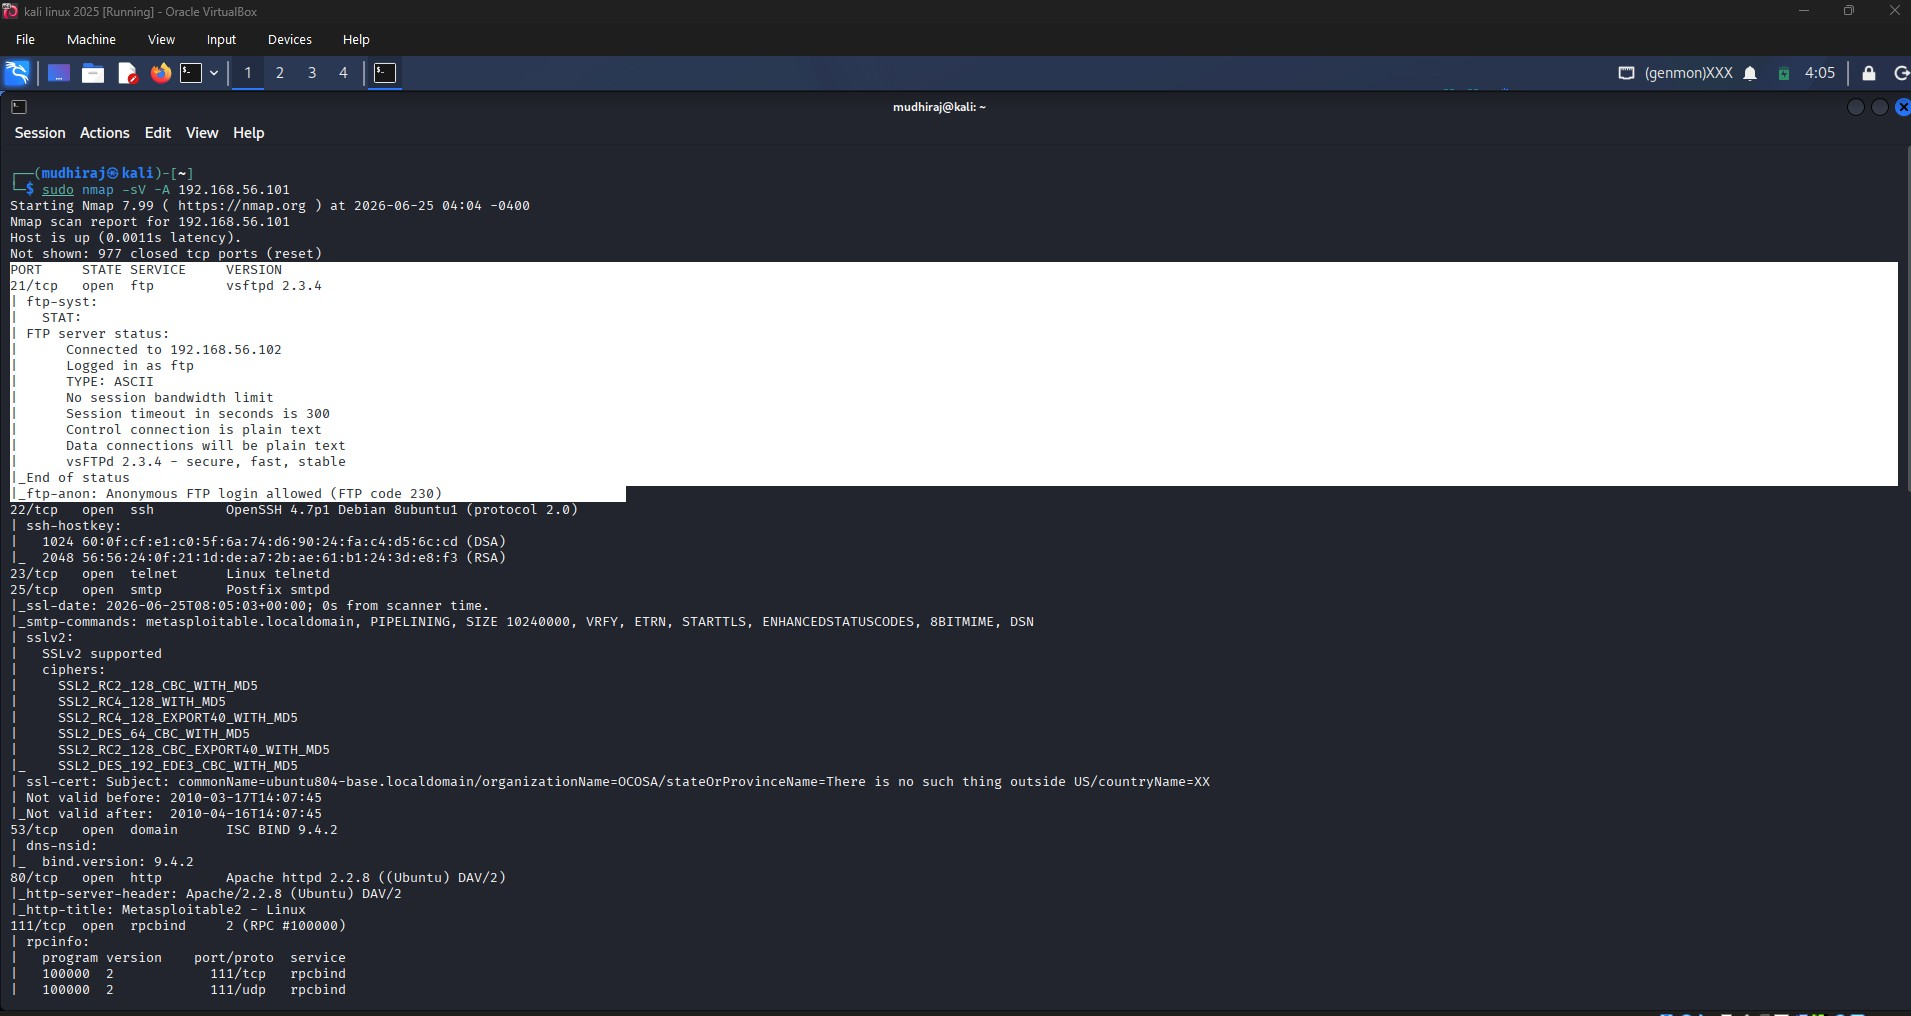 kali linux 2025 [Running] - Oracle VirtualBox
File Machine View Input Devices Help
1 2 3 4 (genmon)XXX 4:05
mudhiraj@kali: ~
Session Actions Edit View Help
┌──(mudhiraj㉿kali)-[~]
└─$ sudo nmap -sV -A 192.168.56.101
Starting Nmap 7.99 ( https://nmap.org ) at 2026-06-25 04:04 -0400
Nmap scan report for 192.168.56.101
Host is up (0.0011s latency).
Not shown: 977 closed tcp ports (reset)
PORT     STATE SERVICE     VERSION
21/tcp   open  ftp         vsftpd 2.3.4
| ftp-syst:
|   STAT:
| FTP server status:
|      Connected to 192.168.56.102
|      Logged in as ftp
|      TYPE: ASCII
|      No session bandwidth limit
|      Session timeout in seconds is 300
|      Control connection is plain text
|      Data connections will be plain text
|      vsFTPd 2.3.4 - secure, fast, stable
|_End of status
|_ftp-anon: Anonymous FTP login allowed (FTP code 230)
22/tcp   open  ssh         OpenSSH 4.7p1 Debian 8ubuntu1 (protocol 2.0)
| ssh-hostkey:
|   1024 60:0f:cf:e1:c0:5f:6a:74:d6:90:24:fa:c4:d5:6c:cd (DSA)
|_  2048 56:56:24:0f:21:1d:de:a7:2b:ae:61:b1:24:3d:e8:f3 (RSA)
23/tcp   open  telnet      Linux telnetd
25/tcp   open  smtp        Postfix smtpd
|_ssl-date: 2026-06-25T08:05:03+00:00; 0s from scanner time.
|_smtp-commands: metasploitable.localdomain, PIPELINING, SIZE 10240000, VRFY, ETRN, STARTTLS, ENHANCEDSTATUSCODES, 8BITMIME, DSN
| sslv2:
|   SSLv2 supported
|   ciphers:
|     SSL2_RC2_128_CBC_WITH_MD5
|     SSL2_RC4_128_WITH_MD5
|     SSL2_RC4_128_EXPORT40_WITH_MD5
|     SSL2_DES_64_CBC_WITH_MD5
|     SSL2_RC2_128_CBC_EXPORT40_WITH_MD5
|_    SSL2_DES_192_EDE3_CBC_WITH_MD5
| ssl-cert: Subject: commonName=ubuntu804-base.localdomain/organizationName=OCOSA/stateOrProvinceName=There is no such thing outside US/countryName=XX
| Not valid before: 2010-03-17T14:07:45
|_Not valid after:  2010-04-16T14:07:45
53/tcp   open  domain      ISC BIND 9.4.2
| dns-nsid:
|_  bind.version: 9.4.2
80/tcp   open  http        Apache httpd 2.2.8 ((Ubuntu) DAV/2)
|_http-server-header: Apache/2.2.8 (Ubuntu) DAV/2
|_http-title: Metasploitable2 - Linux
111/tcp  open  rpcbind     2 (RPC #100000)
| rpcinfo:
|   program version    port/proto  service
|   100000  2            111/tcp   rpcbind
|   100000  2            111/udp   rpcbind